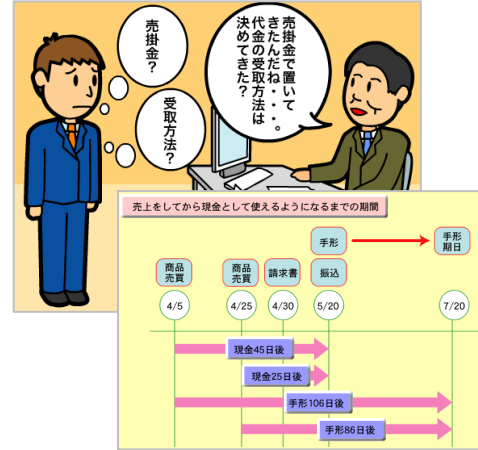 売掛金で置いて
きたんだね・・・。
代金の受取方法は
決めてきた？
売掛金？
受取方法？
売上をしてから現金として使えるようになるまでの期間
手形
手形
期日
商品
売買
商品
売買
請求書
振込
4/5
4/25
4/30
5/20
7/20
現金45日後
現金25日後
手形106日後
手形86日後